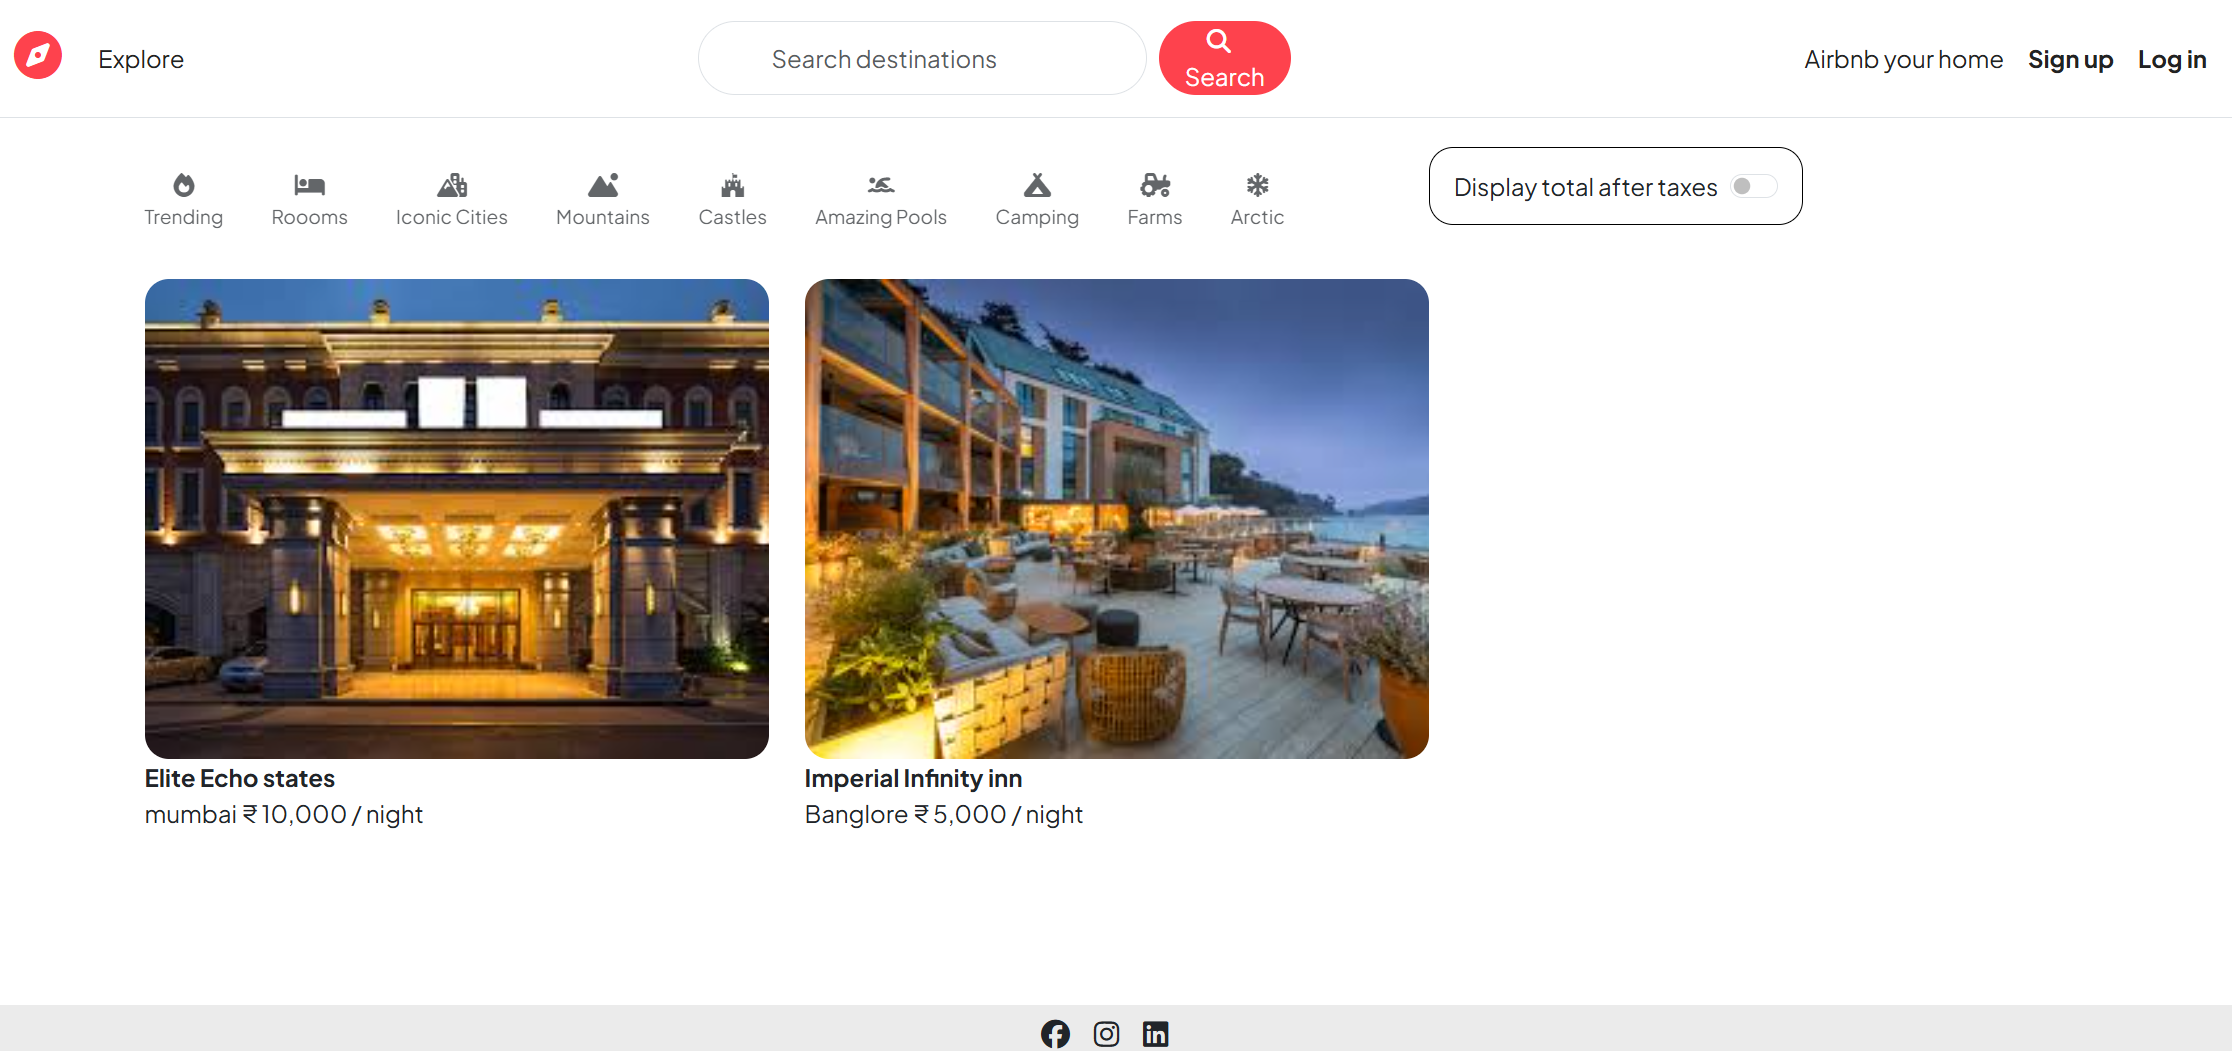 Explore
Search destinations
Search
Airbnb your home Sign up Log in
Trending Roooms Iconic Cities Mountains Castles Amazing Pools Camping Farms Arctic
Display total after taxes
Elite Echo states
mumbai ₹ 10,000 / night
Imperial Infinity inn
Banglore ₹ 5,000 / night